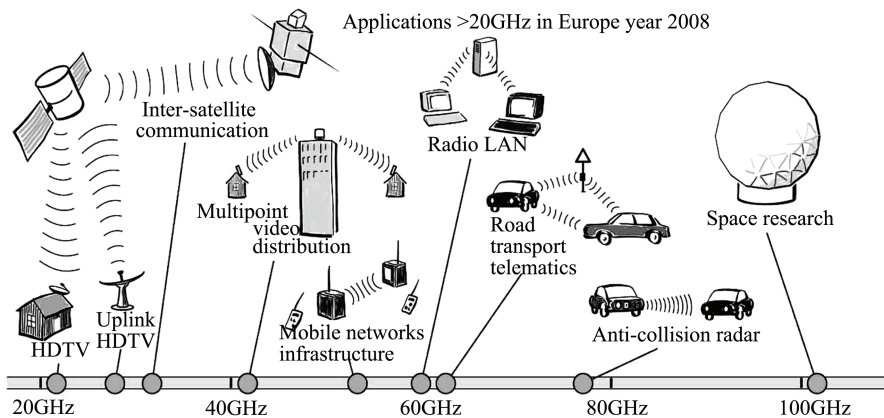 Applications >20GHz in Europe year 2008
Inter-satellite
communication
Radio LAN
Multipoint
video
distribution
Road
transport
telematics
Space research
HDTV
Uplink
HDTV
Mobile networks
infrastructure
Anti-collision radar
20GHz
40GHz
60GHz
80GHz
100GHz